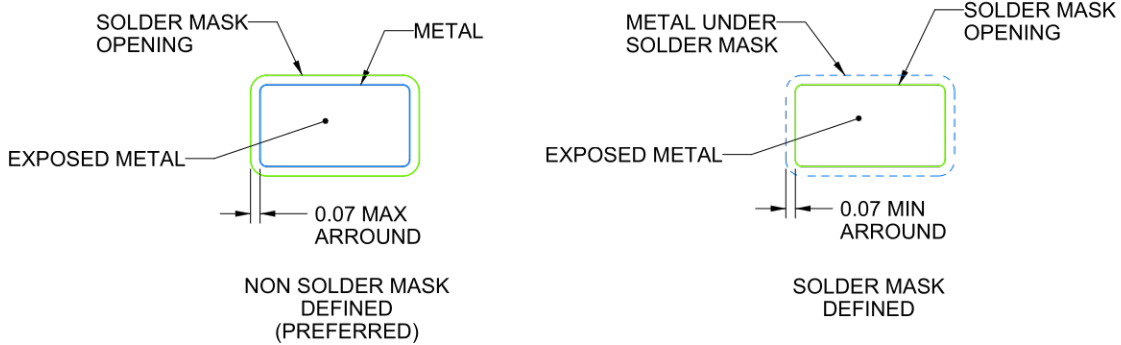 SOLDER MASK
OPENING
METAL
EXPOSED METAL
0.07 MAX
ARROUND
NON SOLDER MASK
DEFINED
(PREFERRED)
METAL UNDER
SOLDER MASK
SOLDER MASK
OPENING
EXPOSED METAL
0.07 MIN
ARROUND
SOLDER MASK
DEFINED